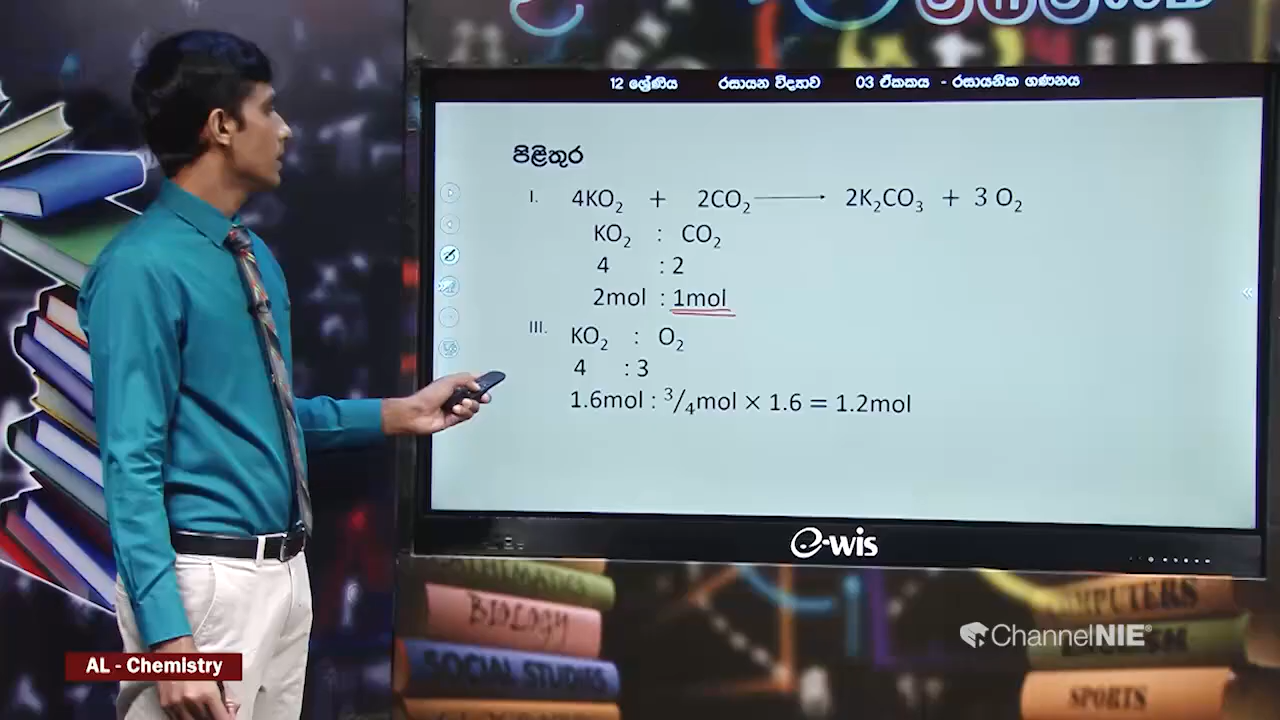 12 ශ්‍රේණිය රසායන විද්‍යාව 03 ඒකකය - රසායනික ගණනය
පිළිතුර
I. 4KO₂ + 2CO₂ ⟶ 2K₂CO₃ + 3 O₂
KO₂ : CO₂
4 : 2
2mol : 1mol
III. KO₂ : O₂
4 : 3
1.6mol : ³/₄mol × 1.6 = 1.2mol
e-wis
MATHEMATICS
BIOLOGY
SOCIAL STUDIES
COMPUTERS
SPORTS
ChannelNIE®
AL - Chemistry